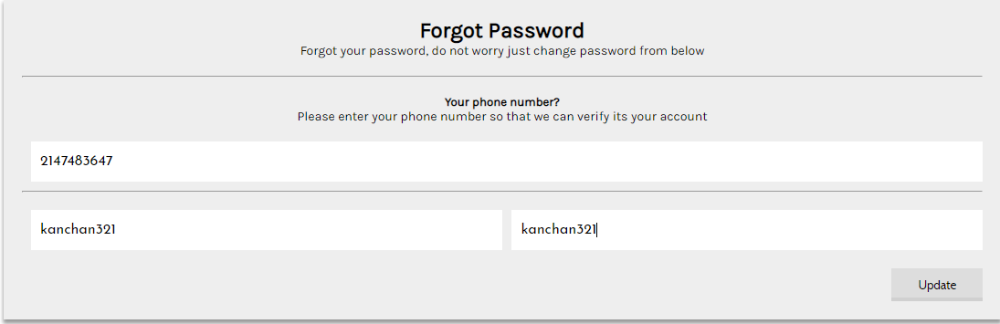 Forgot Password
Forgot your password, do not worry just change password from below
Your phone number?
Please enter your phone number so that we can verify its your account
2147483647
kanchan321 kanchan321
Update